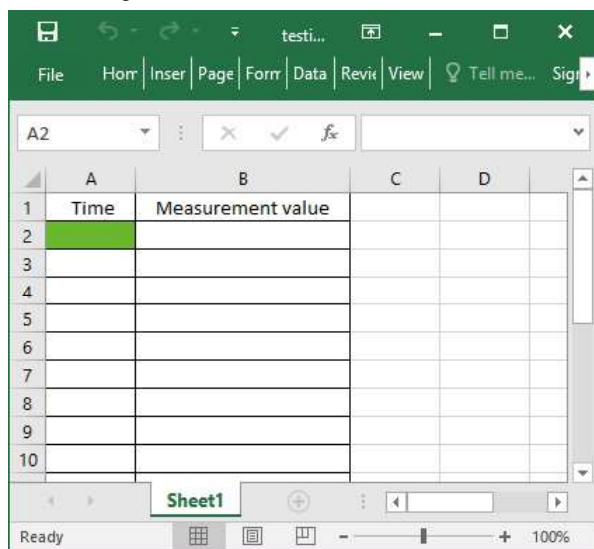 testi...
File Hom Inser Page Form Data Revie View Tell me... Sign
A2 fx
A B C D
1 Time Measurement value
2
3
4
5
6
7
8
9
10
Sheet1
Ready 100%